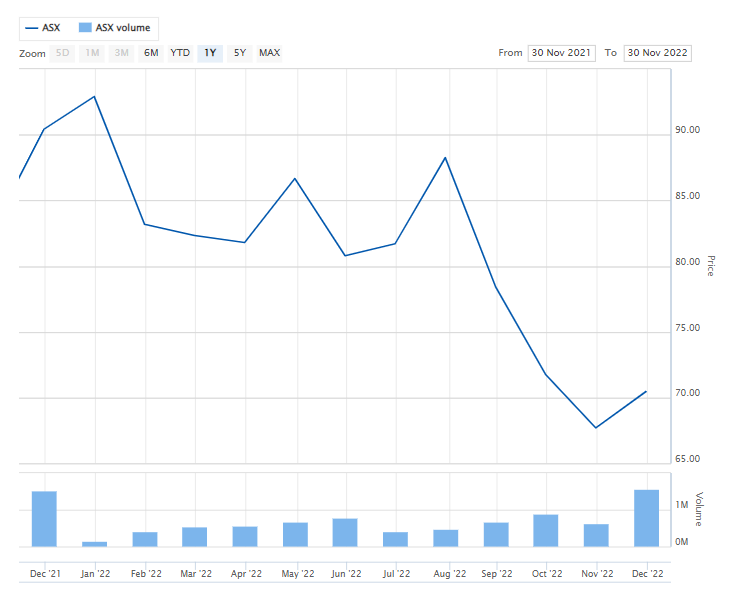 ASX ASX volume
Zoom 5D 1M 3M 6M YTD 1Y 5Y MAX From 30 Nov 2021 To 30 Nov 2022
90.00
85.00
80.00
Price
75.00
70.00
65.00
1M
Volume
0M
Dec '21 Jan '22 Feb '22 Mar '22 Apr '22 May '22 Jun '22 Jul '22 Aug '22 Sep '22 Oct '22 Nov '22 Dec '22